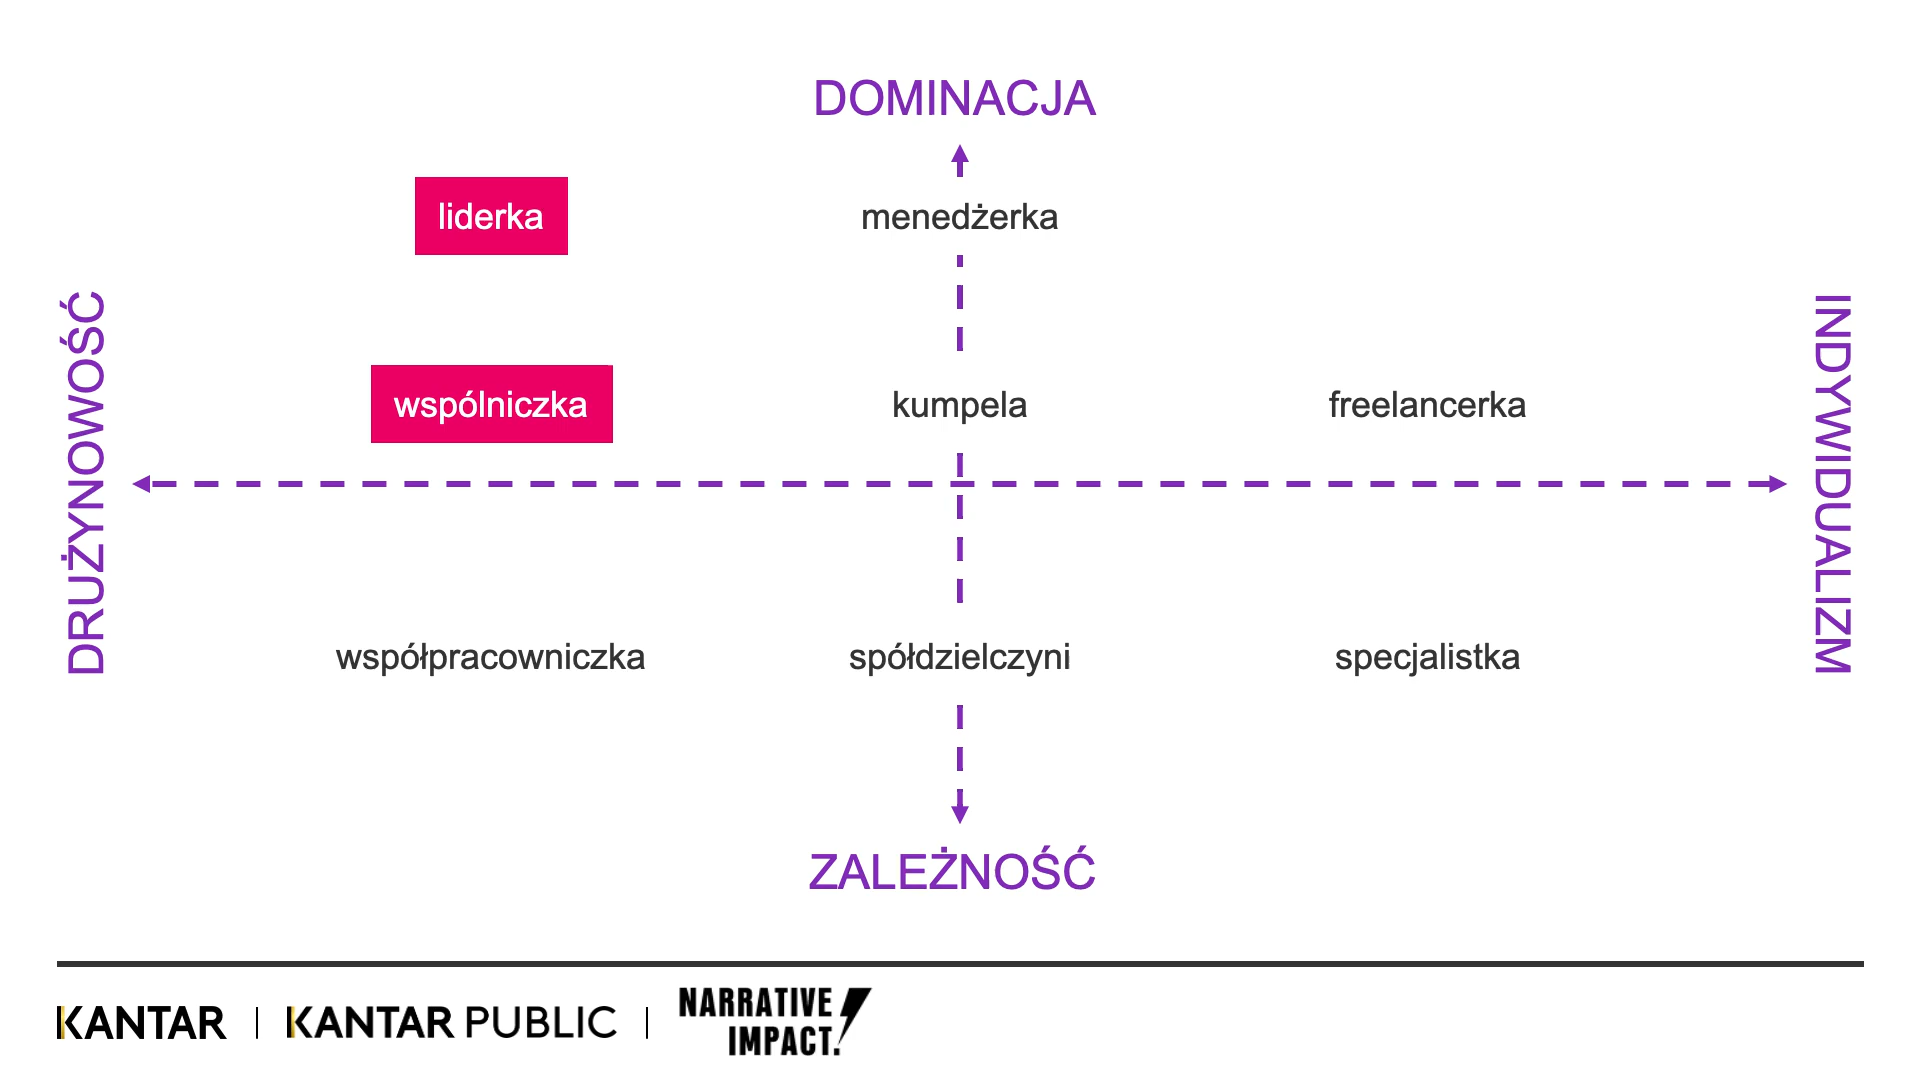 DOMINACJA
liderka
menedżerka
DRUŻYNOWOŚĆ
INDYWIDUALIZM
wspólniczka
kumpela
freelancerka
współpracowniczka
spółdzielczyni
specjalistka
ZALEŻNOŚĆ
KANTAR
KANTAR PUBLIC
NARRATIVE
IMPACT.